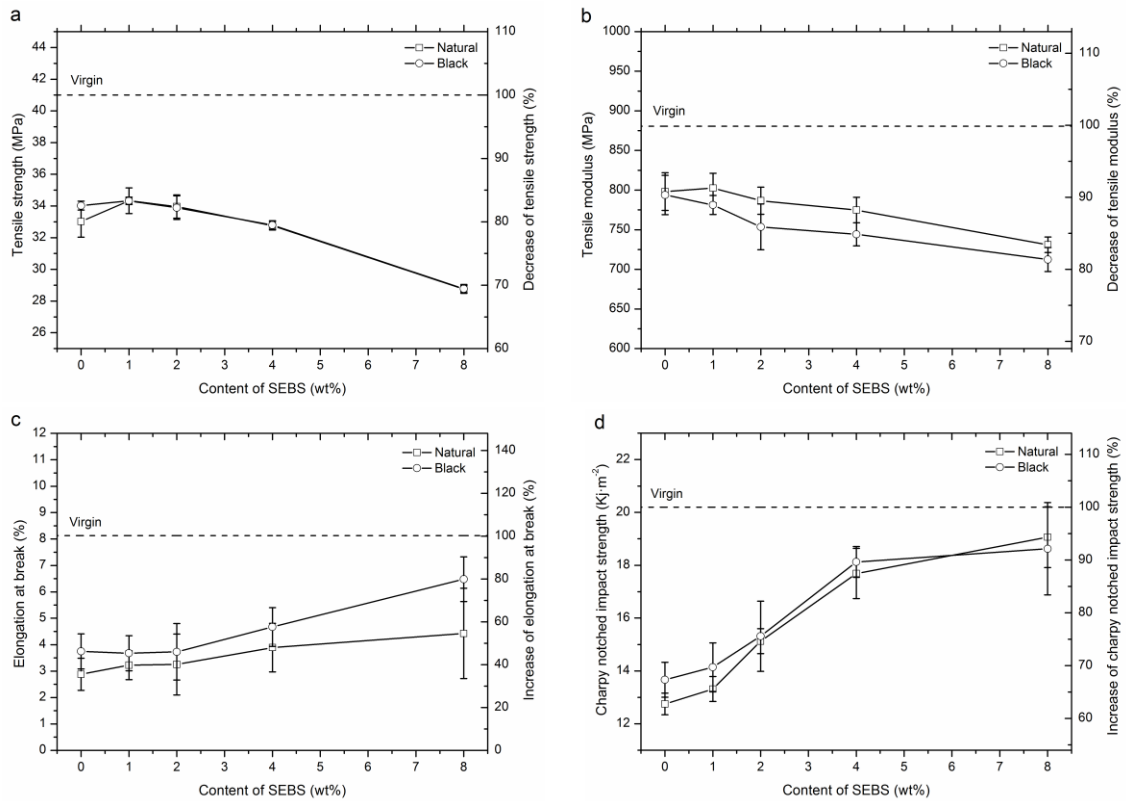 a
Tensile strength (MPa)
44
42
40
38
36
34
32
30
28
26
Virgin
Natural
Black
110
100
90
80
70
60
Decrease of tensile strength (%)
0 1 2 3 4 5 6 7 8
Content of SEBS (wt%)
b
Tensile modulus (MPa)
1000
950
900
850
800
750
700
650
600
Virgin
Natural
Black
110
100
90
80
70
Decrease of tensile modulus (%)
0 1 2 3 4 5 6 7 8
Content of SEBS (wt%)
c
Elongation at break (%)
12
11
10
9
8
7
6
5
4
3
2
1
0
Virgin
Natural
Black
140
120
100
80
60
40
20
0
Increase of elongation at break (%)
0 1 2 3 4 5 6 7 8
Content of SEBS (wt%)
d
Charpy notched impact strength (Kj·m⁻²)
22
20
18
16
14
12
Virgin
Natural
Black
110
100
90
80
70
60
Increase of charpy notched impact strength (%)
0 1 2 3 4 5 6 7 8
Content of SEBS (wt%)